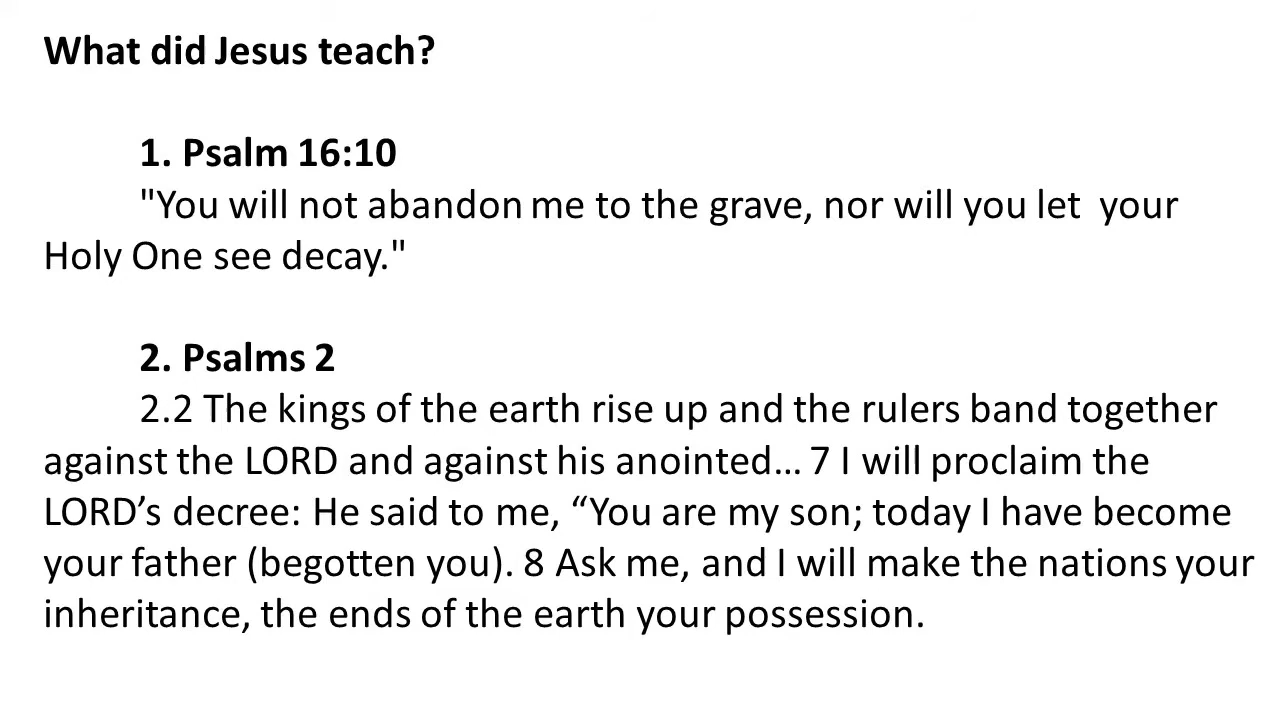 What did Jesus teach?
1. Psalm 16:10
"You will not abandon me to the grave, nor will you let  your
Holy One see decay."
2. Psalms 2
2.2 The kings of the earth rise up and the rulers band together
against the LORD and against his anointed... 7 I will proclaim the
LORD’s decree: He said to me, “You are my son; today I have become
your father (begotten you). 8 Ask me, and I will make the nations your
inheritance, the ends of the earth your possession.